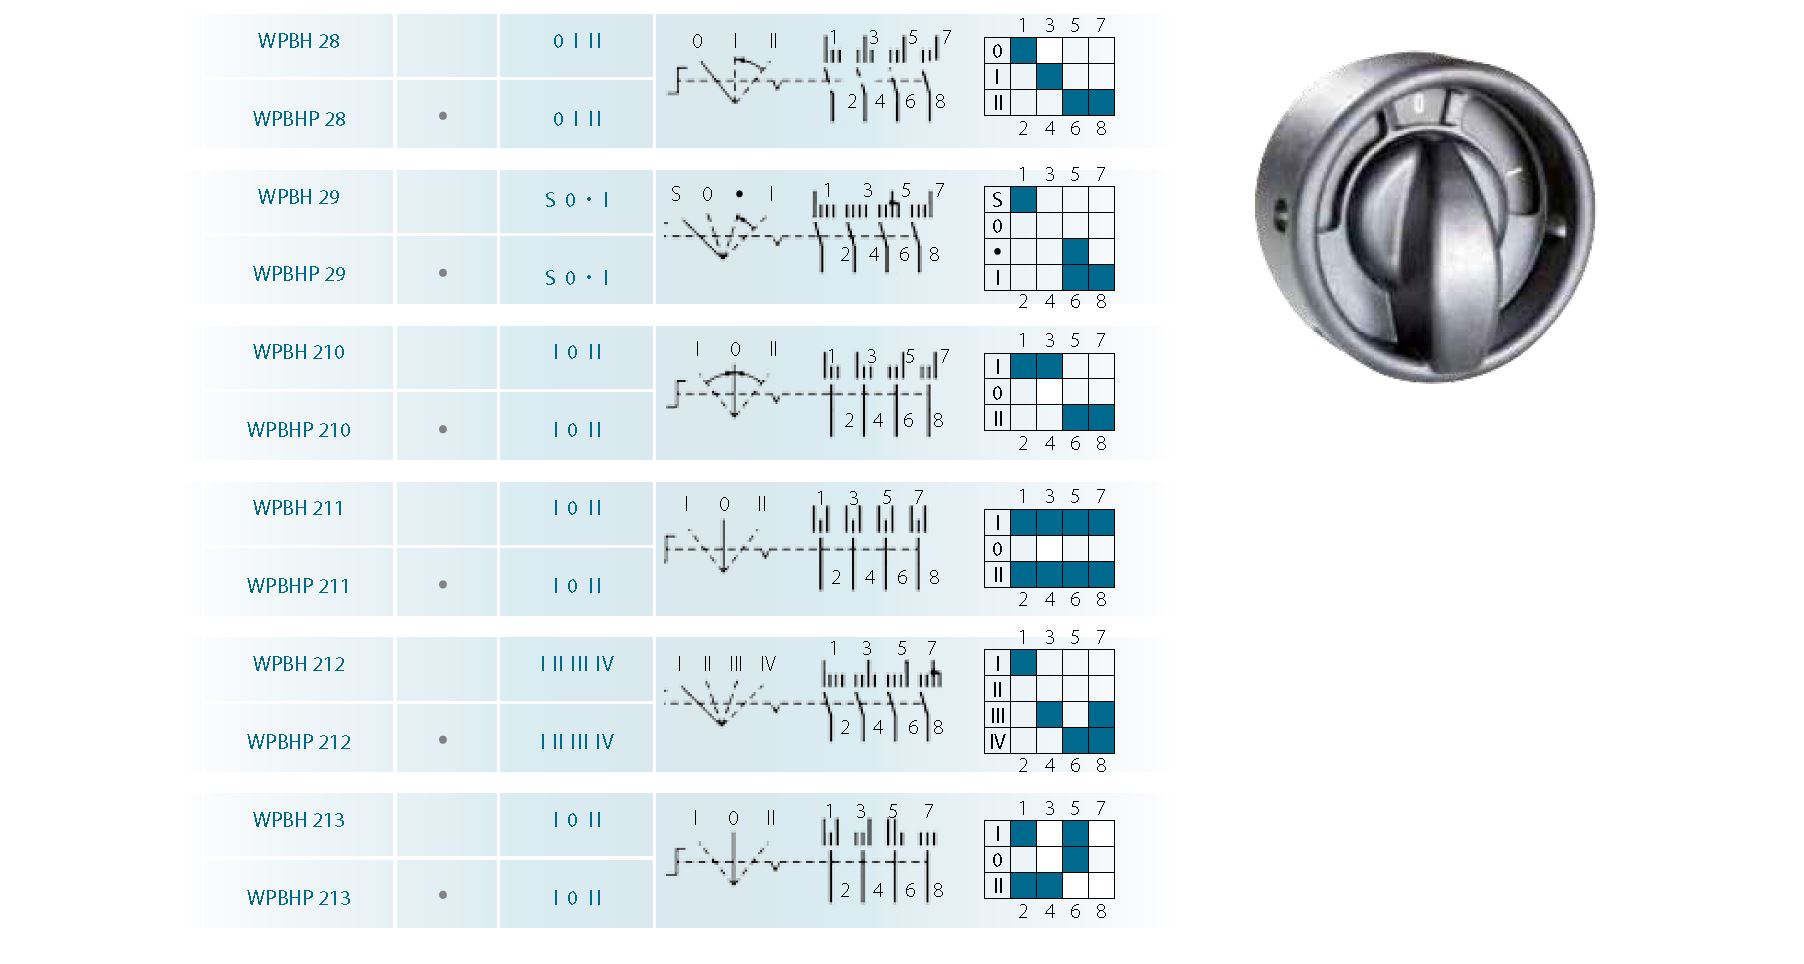 WPBH 28 0 I II 0 I II 1 3 5 7 2 4 6 8 1 3 5 7
0
I
II
2 4 6 8
WPBHP 28 • 0 I II
WPBH 29 S 0 • I S 0 • I 1 3 5 7 2 4 6 8 1 3 5 7
S
0
•
I
2 4 6 8
WPBHP 29 • S 0 • I
WPBH 210 I 0 II I 0 II 1 3 5 7 2 4 6 8 1 3 5 7
I
0
II
2 4 6 8
WPBHP 210 • I 0 II
WPBH 211 I 0 II I 0 II 1 3 5 7 2 4 6 8 1 3 5 7
I
0
II
2 4 6 8
WPBHP 211 • I 0 II
WPBH 212 I II III IV I II III IV 1 3 5 7 2 4 6 8 1 3 5 7
I
II
III
IV
2 4 6 8
WPBHP 212 • I II III IV
WPBH 213 I 0 II I 0 II 1 3 5 7 2 4 6 8 1 3 5 7
I
0
II
2 4 6 8
WPBHP 213 • I 0 II
0
I